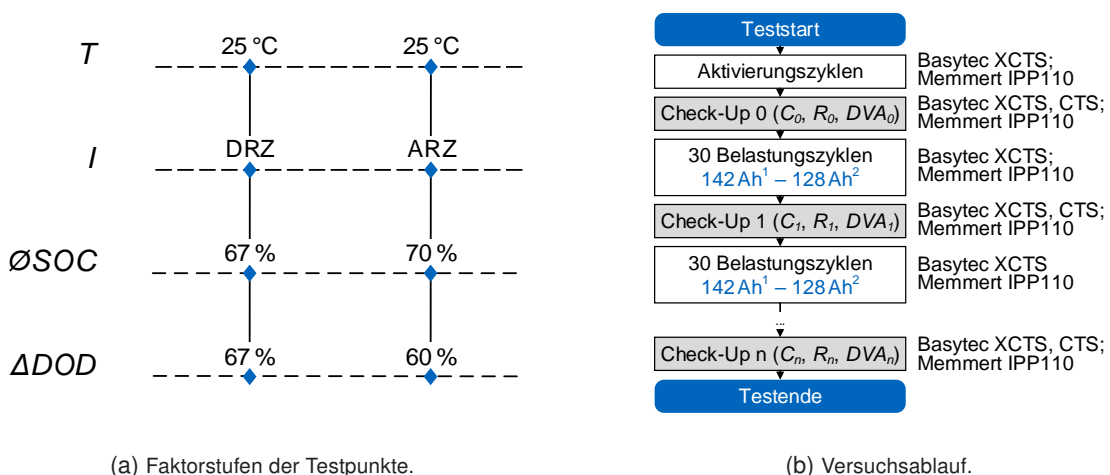 T
25 °C
25 °C
I
DRZ
ARZ
ØSOC
67 %
70 %
ΔDOD
67 %
60 %
(a) Faktorstufen der Testpunkte.
Teststart
Aktivierungszyklen
Basytec XCTS;
Memmert IPP110
Check-Up 0 (C₀, R₀, DVA₀)
Basytec XCTS, CTS;
Memmert IPP110
30 Belastungszyklen
142 Ah¹ – 128 Ah²
Basytec XCTS;
Memmert IPP110
Check-Up 1 (C₁, R₁, DVA₁)
Basytec XCTS, CTS;
Memmert IPP110
30 Belastungszyklen
142 Ah¹ – 128 Ah²
Basytec XCTS
Memmert IPP110
...
Check-Up n (Cₙ, Rₙ, DVAₙ)
Basytec XCTS, CTS;
Memmert IPP110
Testende
(b) Versuchsablauf.